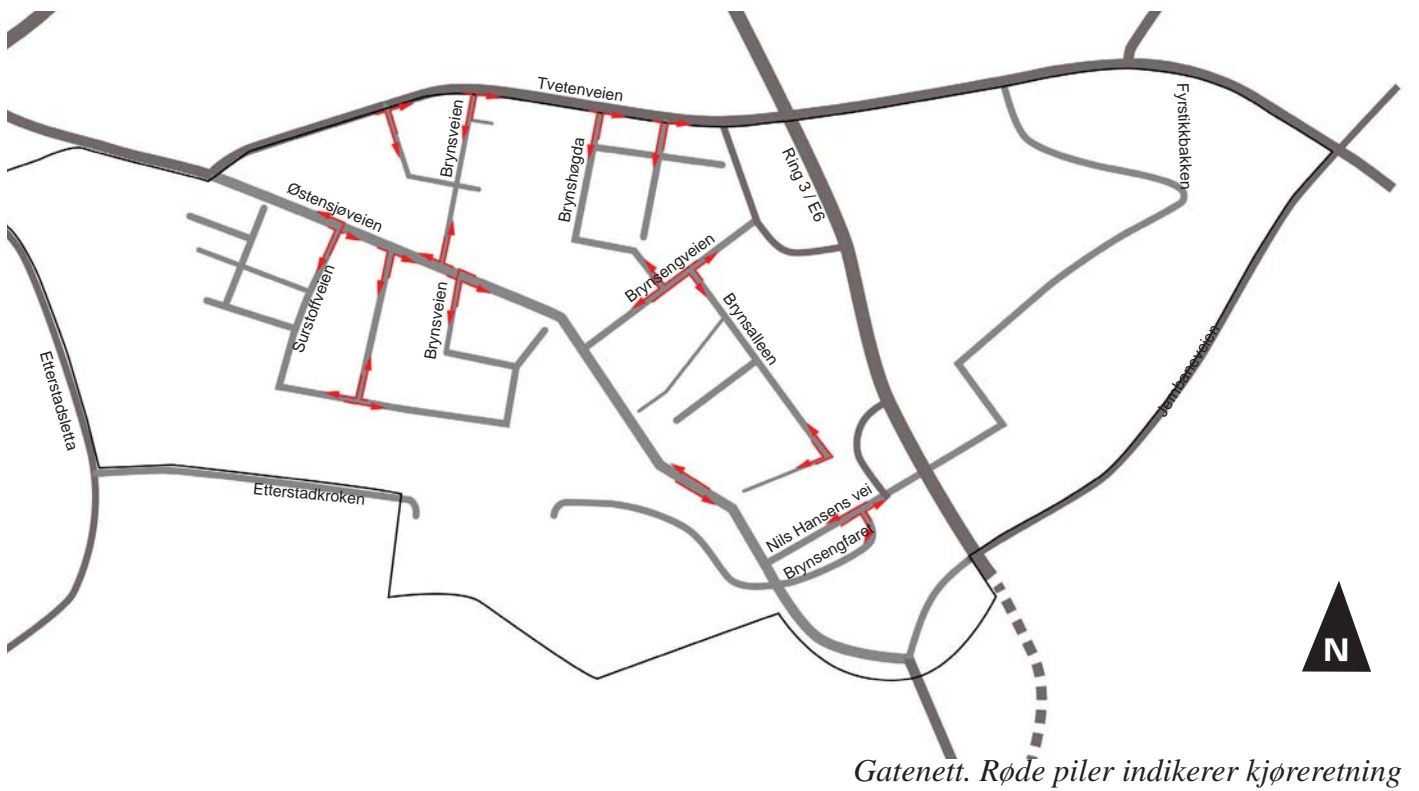 Tvetenveien
Fyrstikkbakken
Brynsveien
Brynshøgda
Ring 3 / E6
Østensjøveien
Brynsengveien
Surstoffveien
Brynsveien
Brynsalleen
Jernbaneveien
Etterstadsletta
Etterstadkroken
Nils Hansens vei
Brynsengfaret
N
Gatenett. Røde piler indikerer kjøreretning